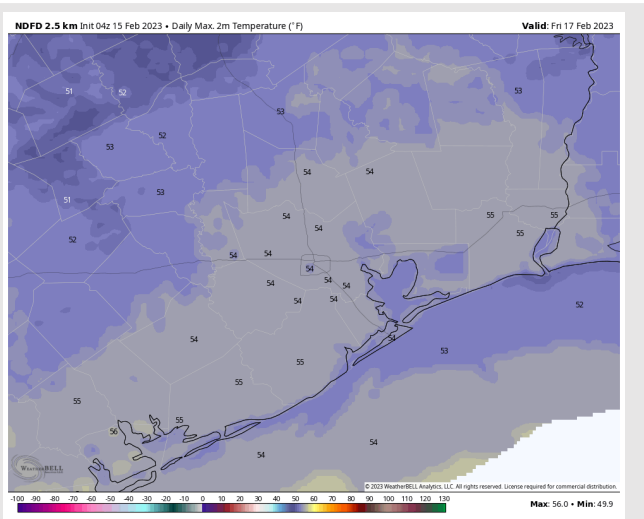 NDFD 2.5 km Init 04z 15 Feb 2023 • Daily Max. 2m Temperature (°F)
Valid: Fri 17 Feb 2023
51 52 53
53
52
53
54 54
53
51
54 55 55
54 55
52
54 54
54
54 54 54
52
54 54
54 54
53
55
55
55
55
56
54
54
WEATHERBELL
© 2023 WeatherBELL Analytics, LLC. All rights reserved. License required for commercial distribution.
-100 -90 -80 -70 -60 -50 -40 -30 -20 -10 0 10 20 30 40 50 60 70 80 90 100 110 120 130
Max: 56.0 • Min: 49.9